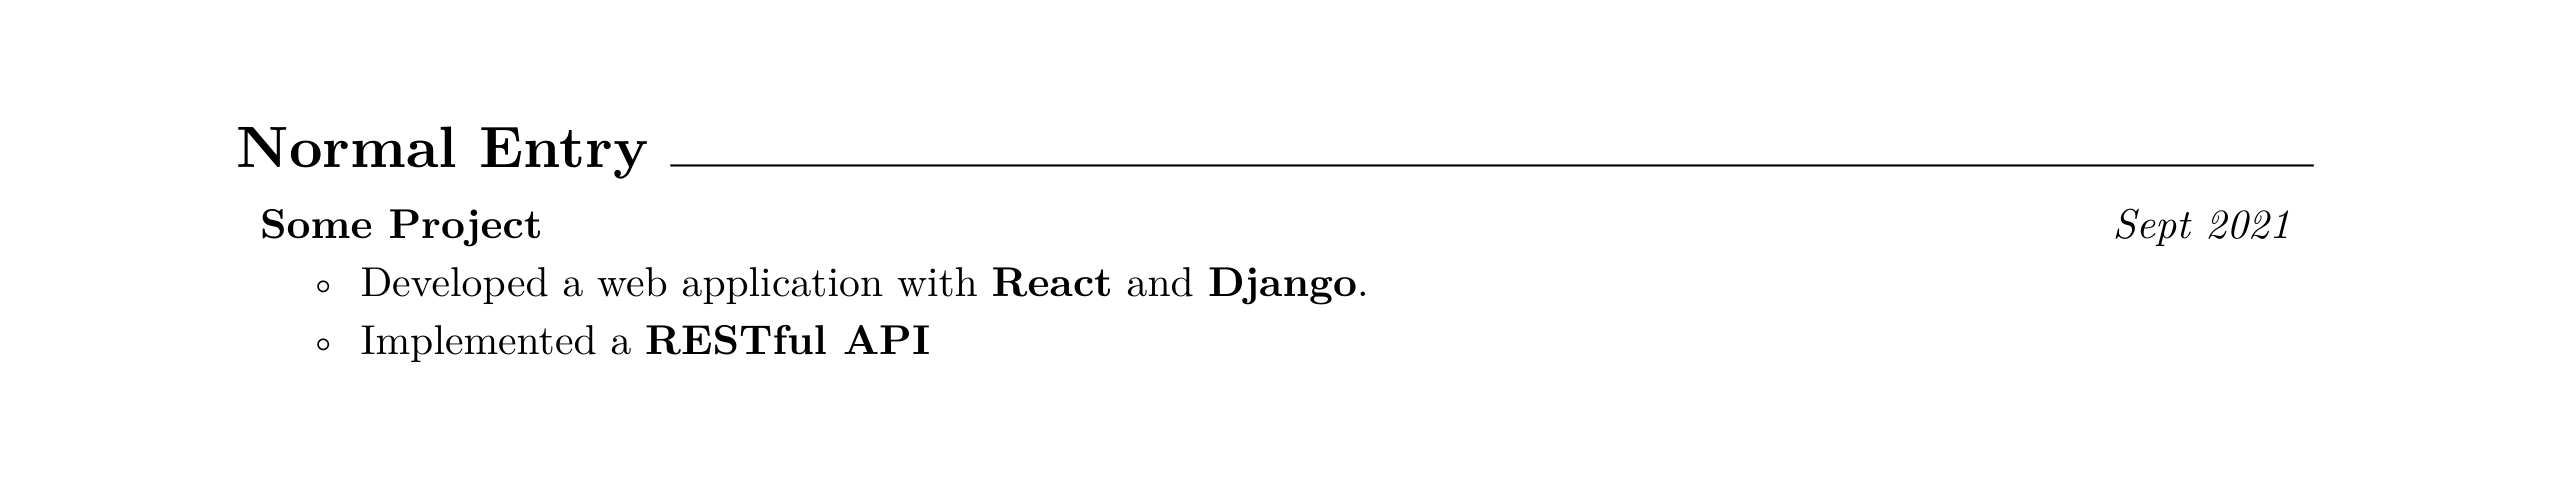 Normal Entry
Some Project Sept 2021
◦ Developed a web application with React and Django.
◦ Implemented a RESTful API